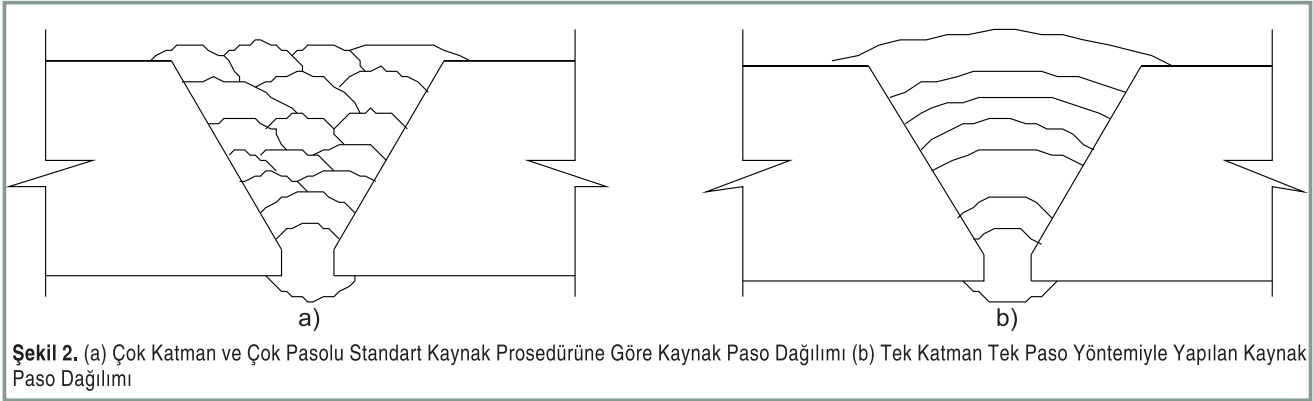 a)
b)
Şekil 2. (a) Çok Katman ve Çok Pasolu Standart Kaynak Prosedürüne Göre Kaynak Paso Dağılımı (b) Tek Katman Tek Paso Yöntemiyle Yapılan Kaynak
Paso Dağılımı